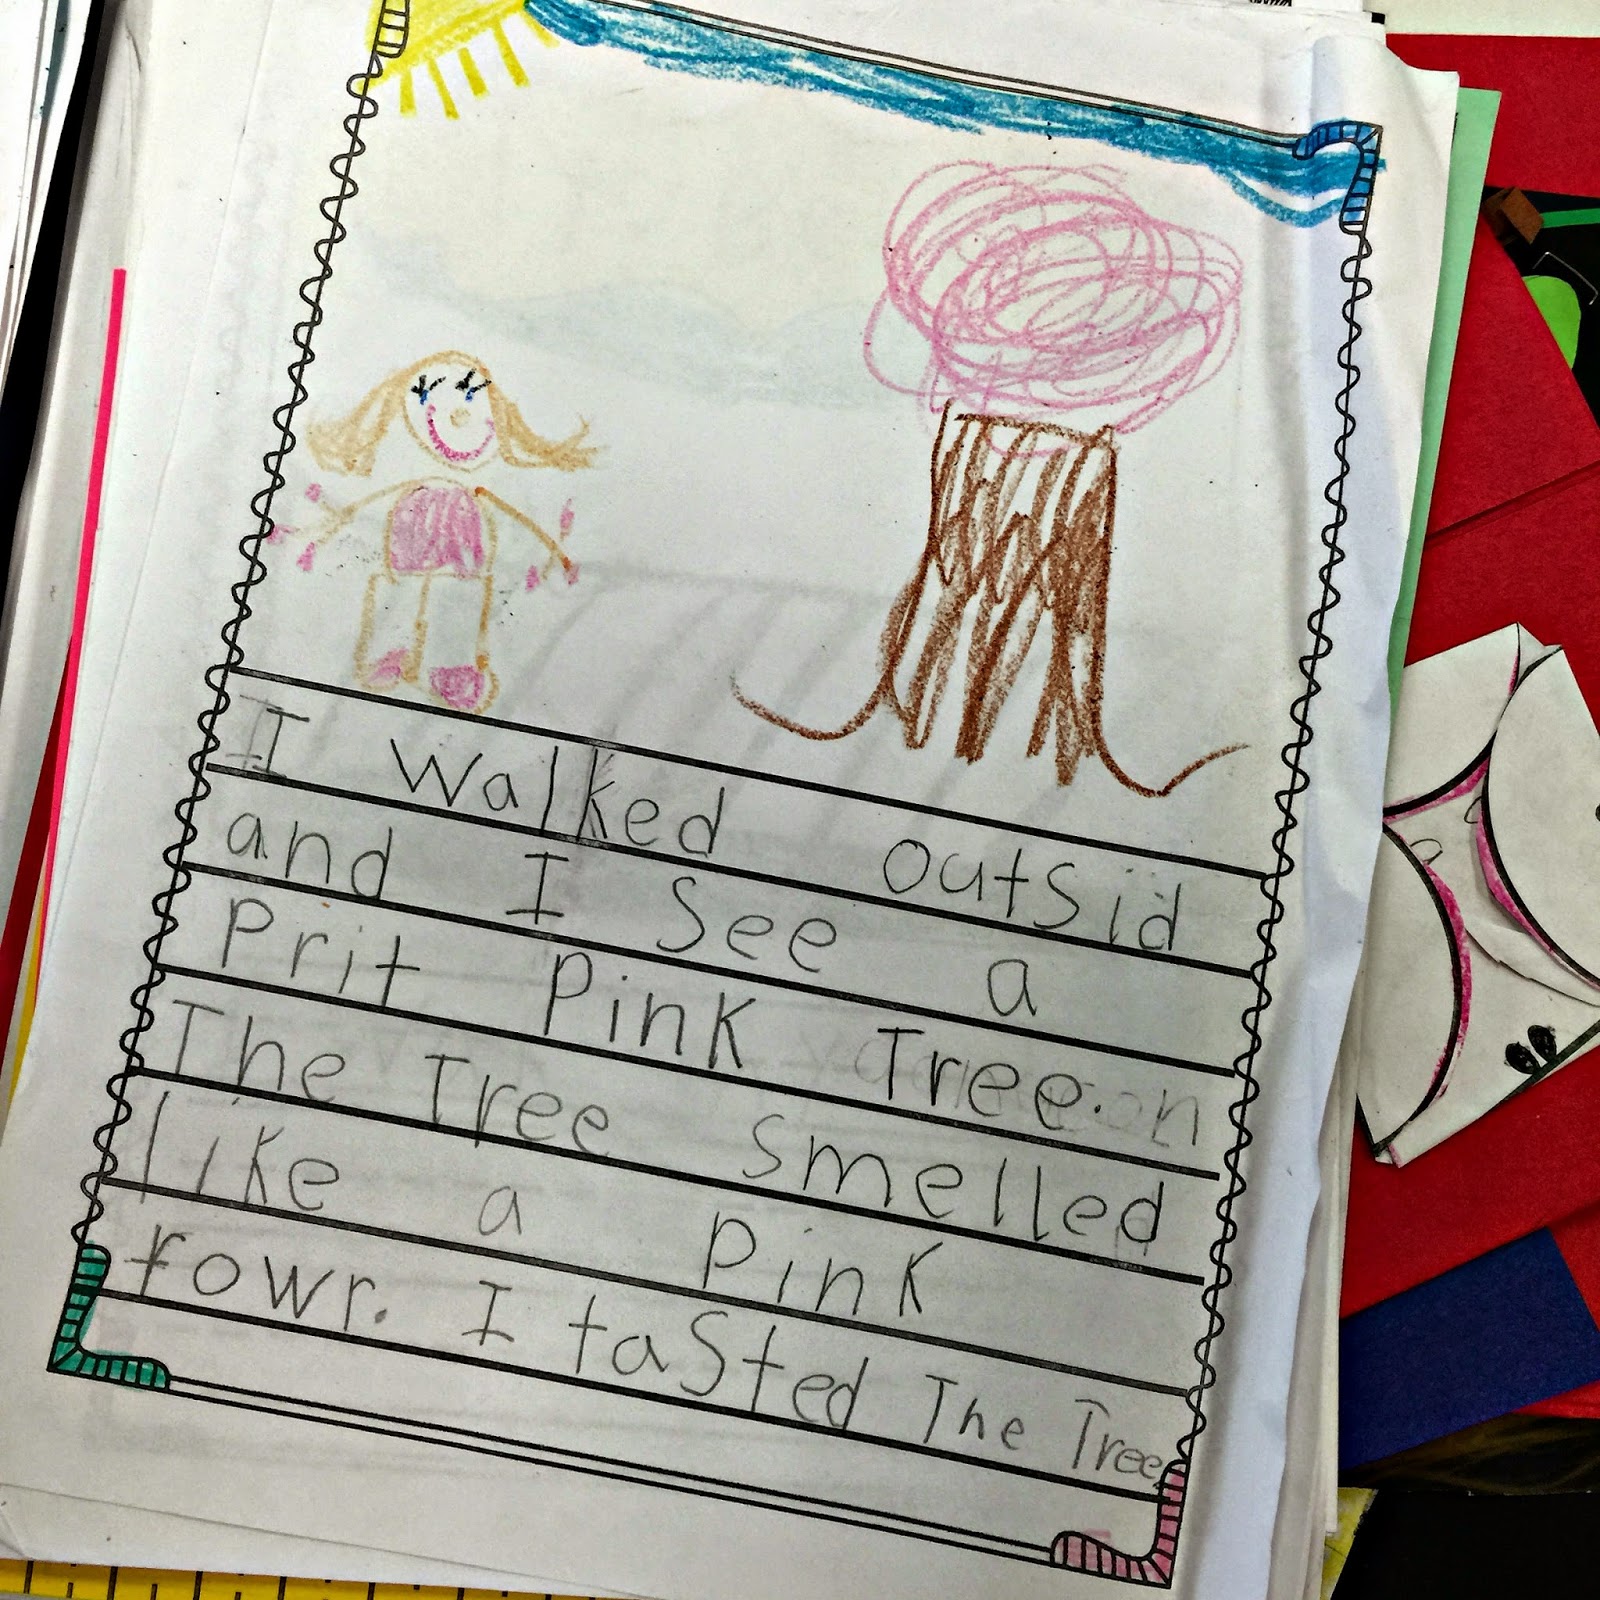 I walked outsid
and I see a
Prit Pink Tree.
The Tree smelled
like a Pink
fowr. I tasted The Tree